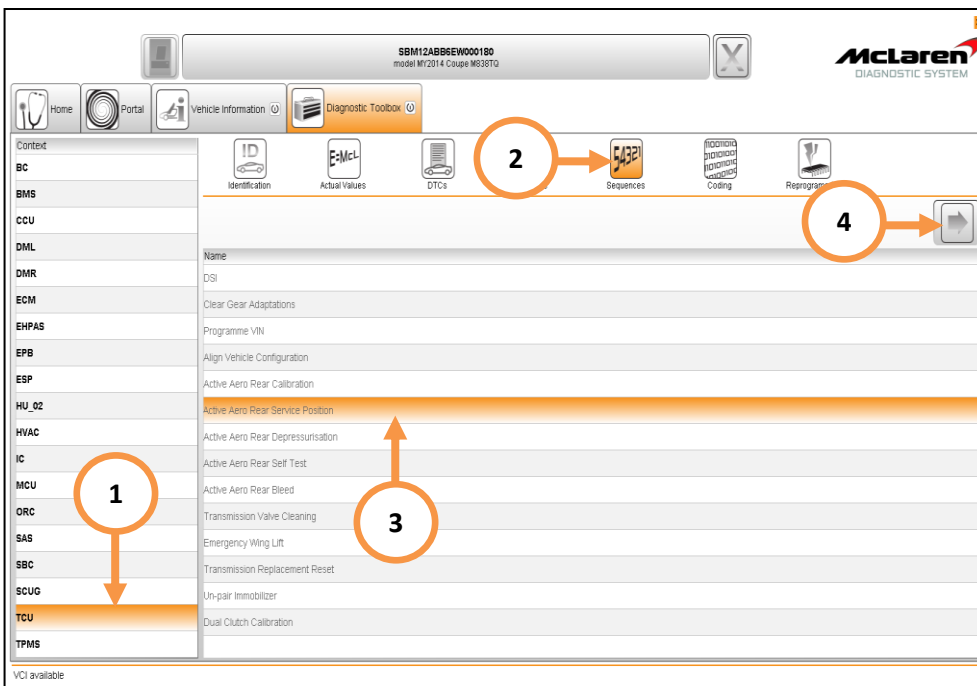 SBM12ABB6EW000180
model MY2014 Coupe M838TQ
McLaren
DIAGNOSTIC SYSTEM
Home
Portal
Vehicle Information
Diagnostic Toolbox
Context
BC
BMS
CCU
DML
DMR
ECM
EHPAS
EPB
ESP
HU_02
HVAC
IC
MCU
ORC
SAS
SBC
SCUG
TCU
TPMS
ID
Identification
E=McL
Actual Values
DTCs
54321
Sequences
Coding
1
2
3
4
Name
DSI
Clear Gear Adaptations
Programme VIN
Align Vehicle Configuration
Active Aero Rear Calibration
Active Aero Rear Service Position
Active Aero Rear Depressurisation
Active Aero Rear Self Test
Active Aero Rear Bleed
Transmission Valve Cleaning
Emergency Wing Lift
Transmission Replacement Reset
Un-pair Immobilizer
Dual Clutch Calibration
VCI available